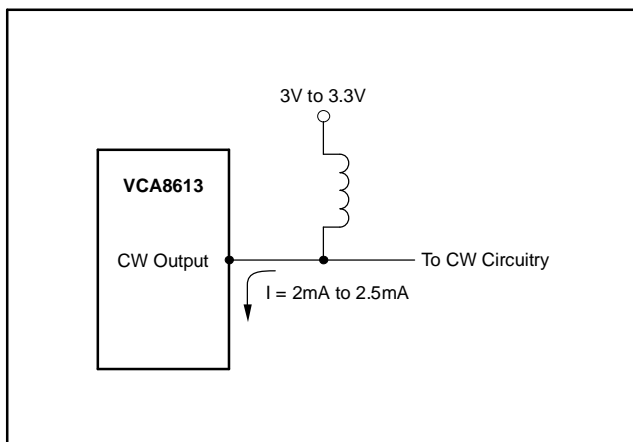 3V to 3.3V
VCA8613
CW Output
To CW Circuitry
I = 2mA to 2.5mA